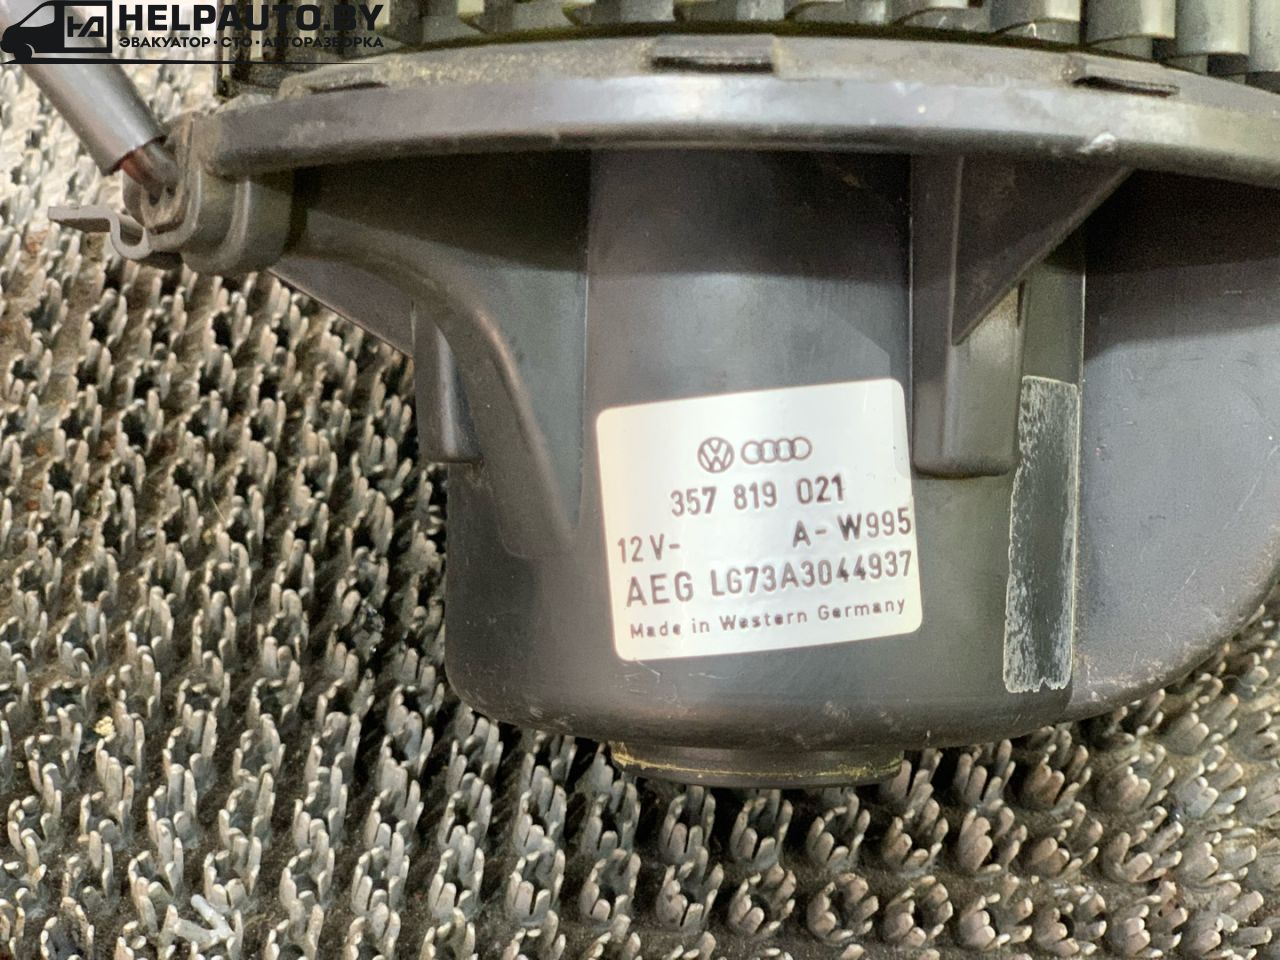 HELPAUTO.BY
ЭВАКУАТОР · СТО · АВТОРАЗБОРКА
357 819 021
12V- A-W995
AEG LG73A3044937
Made in Western Germany